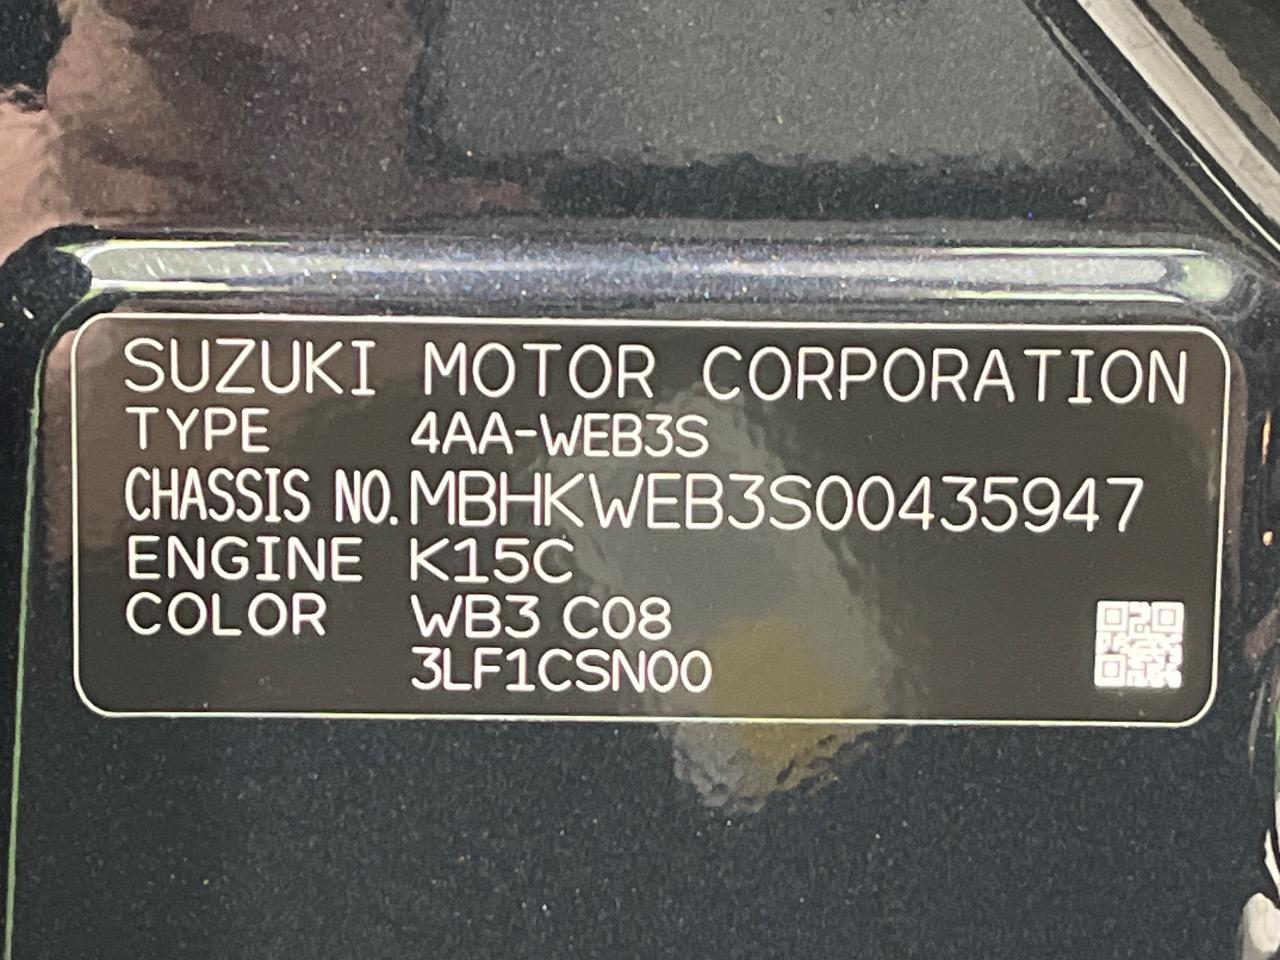 SUZUKI MOTOR CORPORATION
TYPE 4AA-WEB3S
CHASSIS NO. MBHKWEB3S00435947
ENGINE K15C
COLOR WB3 C08
3LF1CSN00